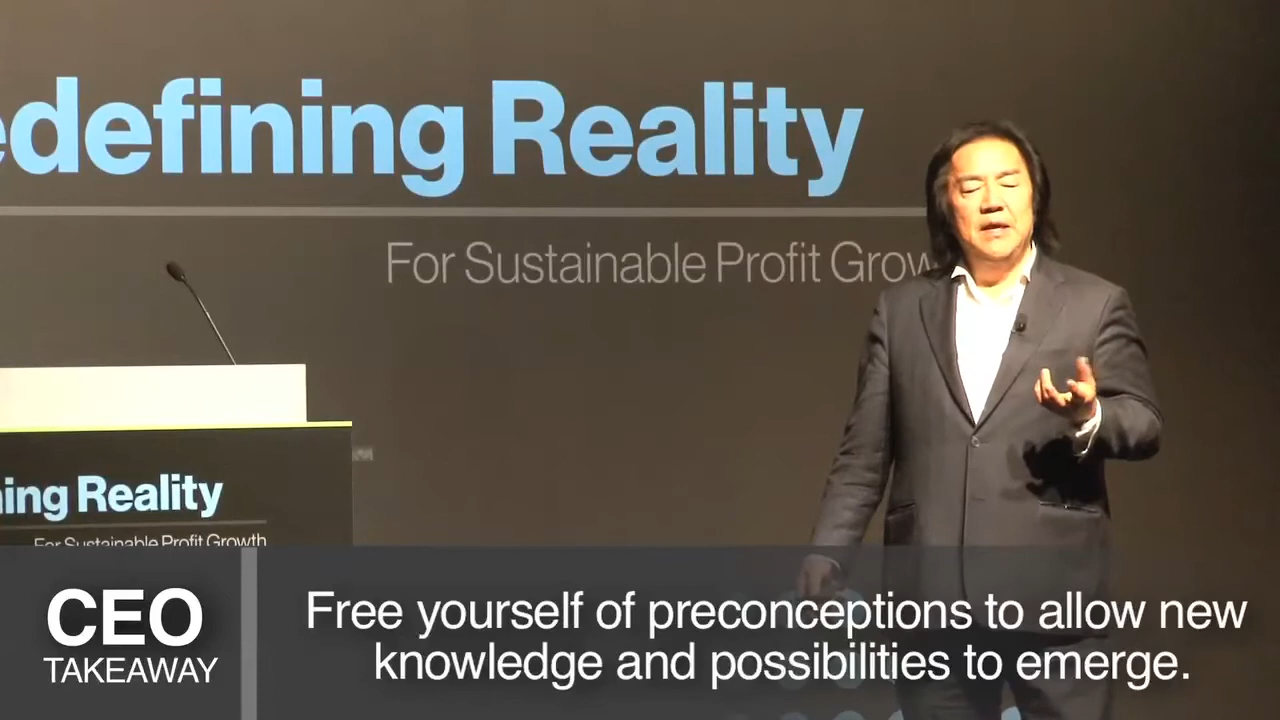 edefining Reality
For Sustainable Profit Grow
ning Reality
For Sustainable Profit Growth
CEO
TAKEAWAY
Free yourself of preconceptions to allow new
knowledge and possibilities to emerge.